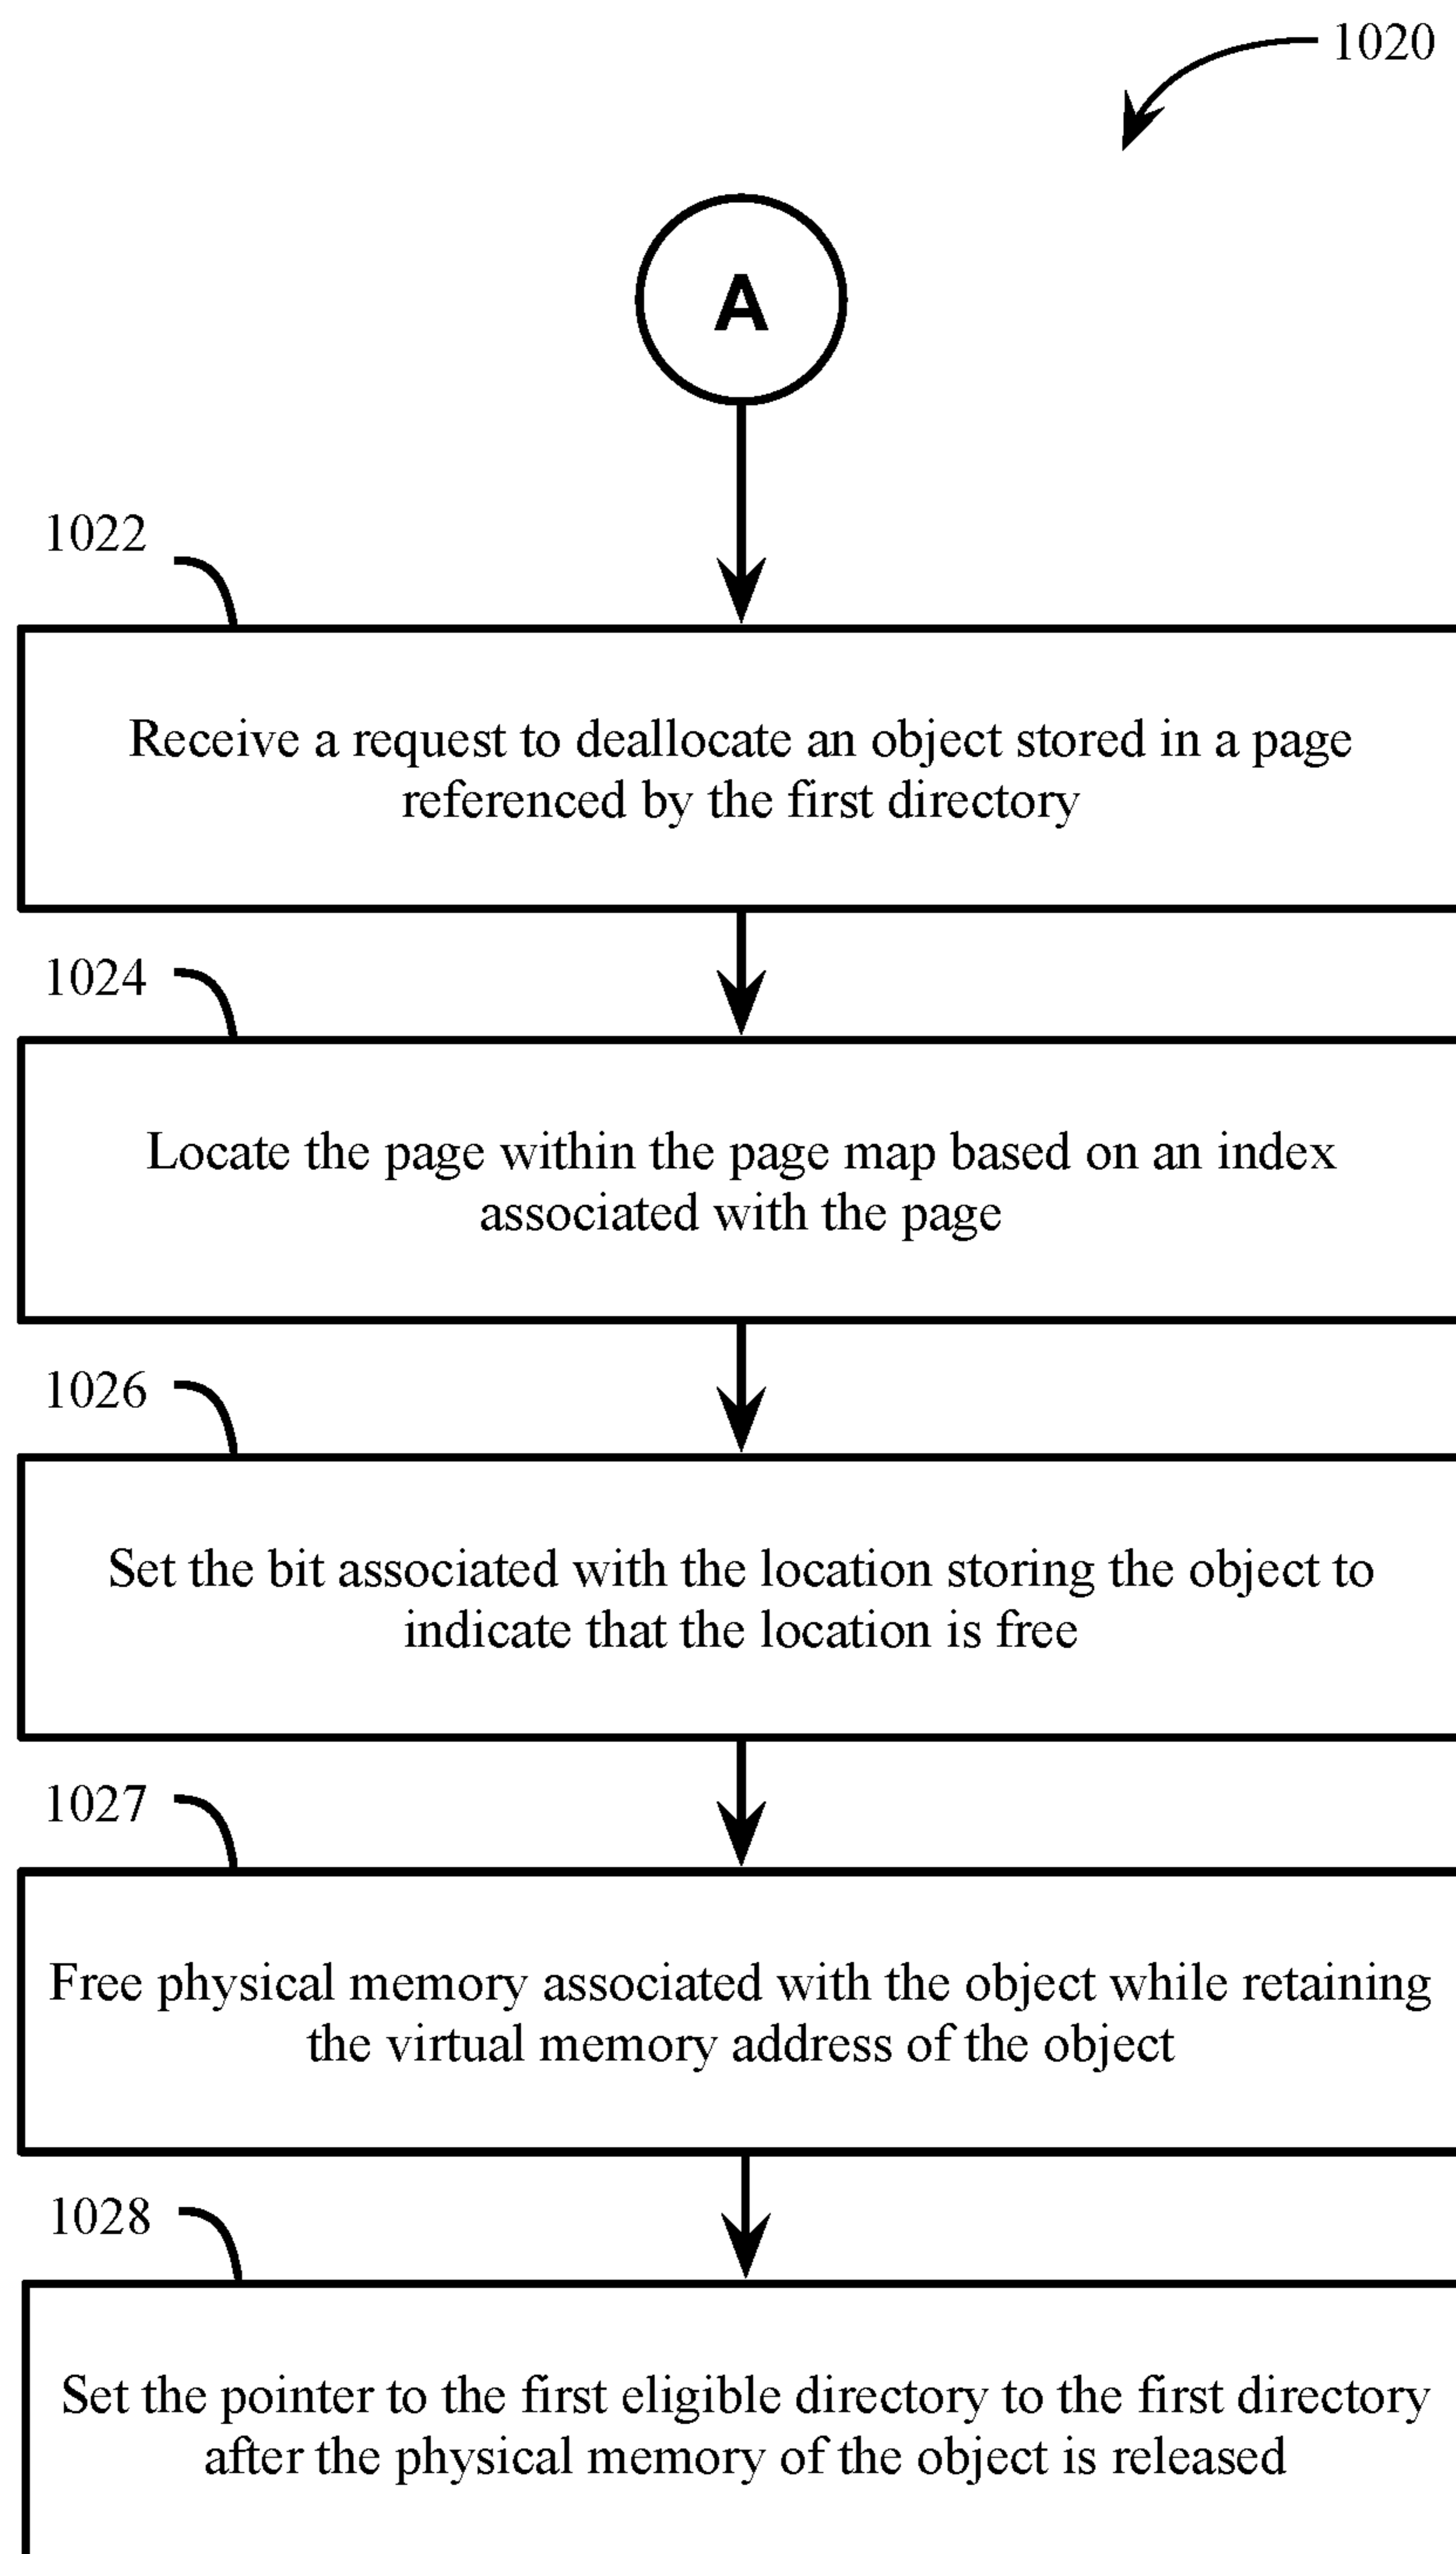 1020
A
1022
Receive a request to deallocate an object stored in a page
referenced by the first directory
1024
Locate the page within the page map based on an index
associated with the page
1026
Set the bit associated with the location storing the object to
indicate that the location is free
1027
Free physical memory associated with the object while retaining
the virtual memory address of the object
1028
Set the pointer to the first eligible directory to the first directory
after the physical memory of the object is released